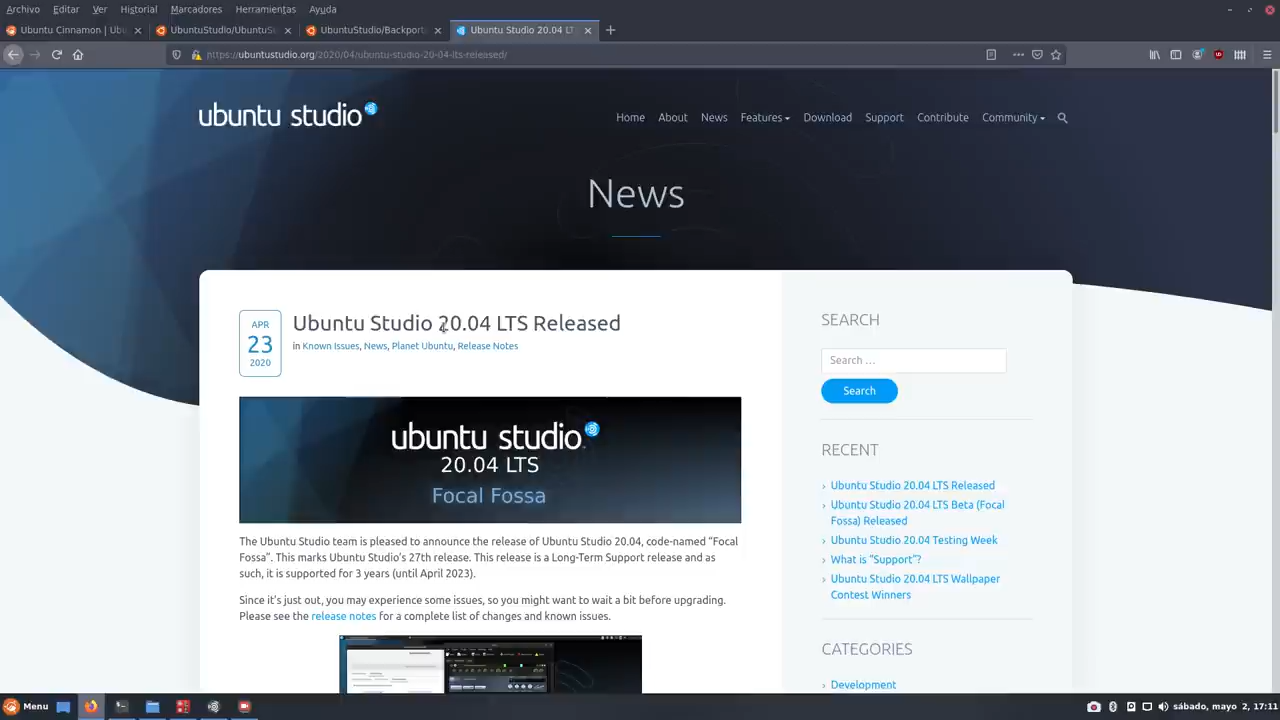 Archivo Editar Ver Historial Marcadores Herramientas Ayuda
Ubuntu Cinnamon | Ubu
UbuntuStudio/UbuntuSt
UbuntuStudio/Backport
Ubuntu Studio 20.04 LT
https://ubuntustudio.org/2020/04/ubuntu-studio-20-04-lts-released/
ubuntu studio
Home About News Features Download Support Contribute Community
News
APR
23
2020
Ubuntu Studio 20.04 LTS Released
in Known Issues, News, Planet Ubuntu, Release Notes
ubuntu studio
20.04 LTS
Focal Fossa
The Ubuntu Studio team is pleased to announce the release of Ubuntu Studio 20.04, code-named “Focal
Fossa”. This marks Ubuntu Studio’s 27th release. This release is a Long-Term Support release and as
such, it is supported for 3 years (until April 2023).
Since it’s just out, you may experience some issues, so you might want to wait a bit before upgrading.
Please see the release notes for a complete list of changes and known issues.
SEARCH
Search …
Search
RECENT
Ubuntu Studio 20.04 LTS Released
Ubuntu Studio 20.04 LTS Beta (Focal
Fossa) Released
Ubuntu Studio 20.04 Testing Week
What is “Support”?
Ubuntu Studio 20.04 LTS Wallpaper
Contest Winners
CATEGORIES
Development
Menu
sábado, mayo 2, 17:11